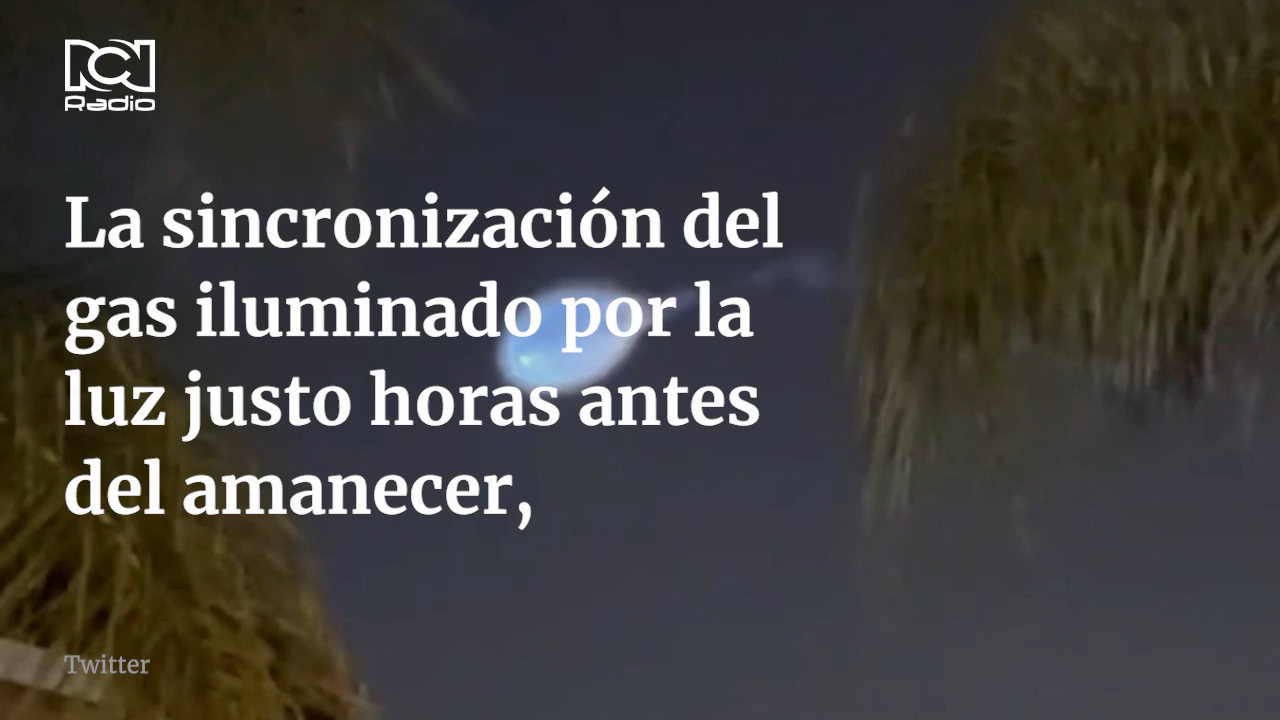 RCN
Radio
La sincronización del
gas iluminado por la
luz justo horas antes
del amanecer,
Twitter